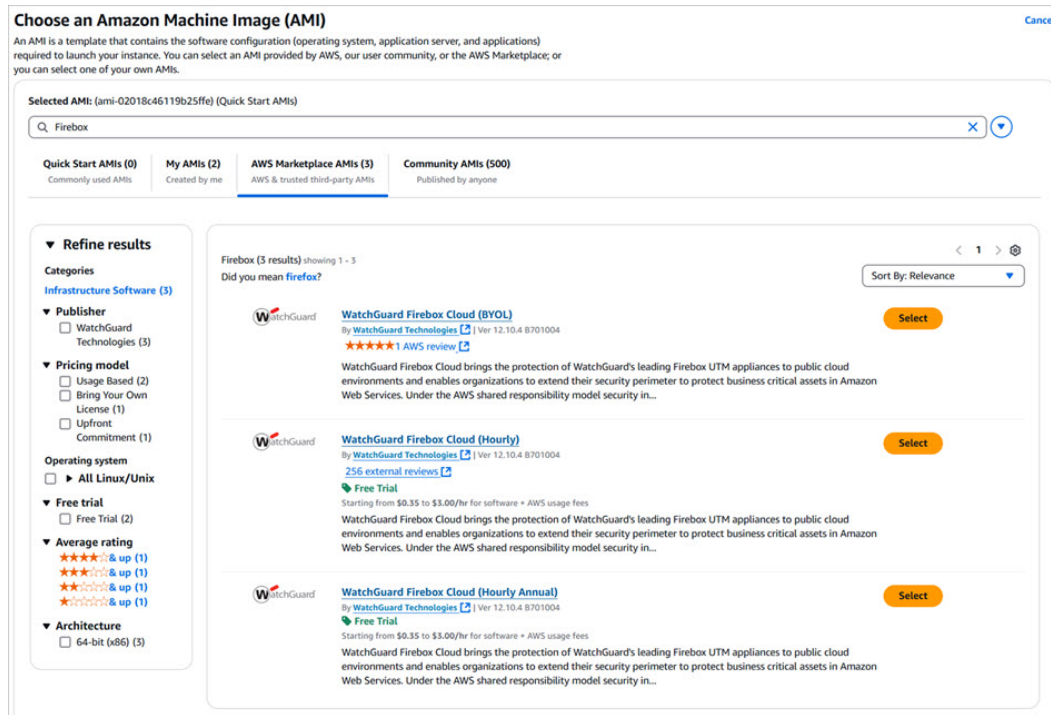 Choose an Amazon Machine Image (AMI)
Cance
An AMI is a template that contains the software configuration (operating system, application server, and applications)
required to launch your instance. You can select an AMI provided by AWS, our user community, or the AWS Marketplace; or
you can select one of your own AMIs.
Selected AMI: (ami-02018c46119b25ffe) (Quick Start AMIs)
Firebox
Quick Start AMIs (0)
Commonly used AMIs
My AMIs (2)
Created by me
AWS Marketplace AMIs (3)
AWS & trusted third-party AMIs
Community AMIs (500)
Published by anyone
Refine results
Categories
Infrastructure Software (3)
Publisher
WatchGuard
Technologies (3)
Pricing model
Usage Based (2)
Bring Your Own
License (1)
Upfront
Commitment (1)
Operating system
All Linux/Unix
Free trial
Free Trial (2)
Average rating
& up (1)
& up (1)
& up (1)
& up (1)
Architecture
64-bit (x86) (3)
Firebox (3 results) showing 1 - 3
Did you mean firefox?
1
Sort By: Relevance
WatchGuard
WatchGuard Firebox Cloud (BYOL)
By WatchGuard Technologies | Ver 12.10.4 B701004
1 AWS review
WatchGuard Firebox Cloud brings the protection of WatchGuard's leading Firebox UTM appliances to public cloud
environments and enables organizations to extend their security perimeter to protect business critical assets in Amazon
Web Services. Under the AWS shared responsibility model security in...
Select
WatchGuard
WatchGuard Firebox Cloud (Hourly)
By WatchGuard Technologies | Ver 12.10.4 B701004
256 external reviews
Free Trial
Starting from $0.35 to $3.00/hr for software + AWS usage fees
WatchGuard Firebox Cloud brings the protection of WatchGuard's leading Firebox UTM appliances to public cloud
environments and enables organizations to extend their security perimeter to protect business critical assets in Amazon
Web Services. Under the AWS shared responsibility model security in...
Select
WatchGuard
WatchGuard Firebox Cloud (Hourly Annual)
By WatchGuard Technologies | Ver 12.10.4 B701004
Free Trial
Starting from $0.35 to $3.00/hr for software + AWS usage fees
WatchGuard Firebox Cloud brings the protection of WatchGuard's leading Firebox UTM appliances to public cloud
environments and enables organizations to extend their security perimeter to protect business critical assets in Amazon
Web Services. Under the AWS shared responsibility model security in...
Select